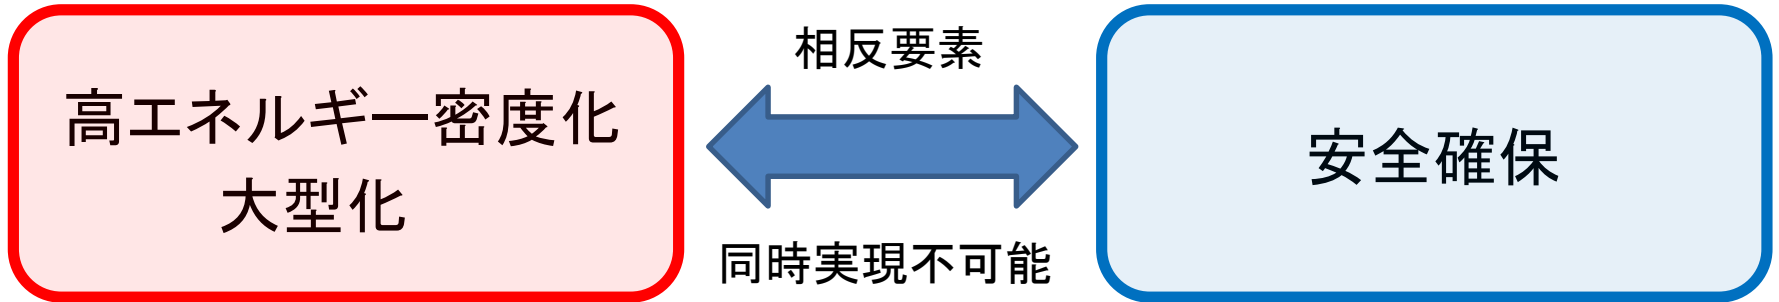 高エネルギー密度化
大型化
相反要素
同時実現不可能
安全確保